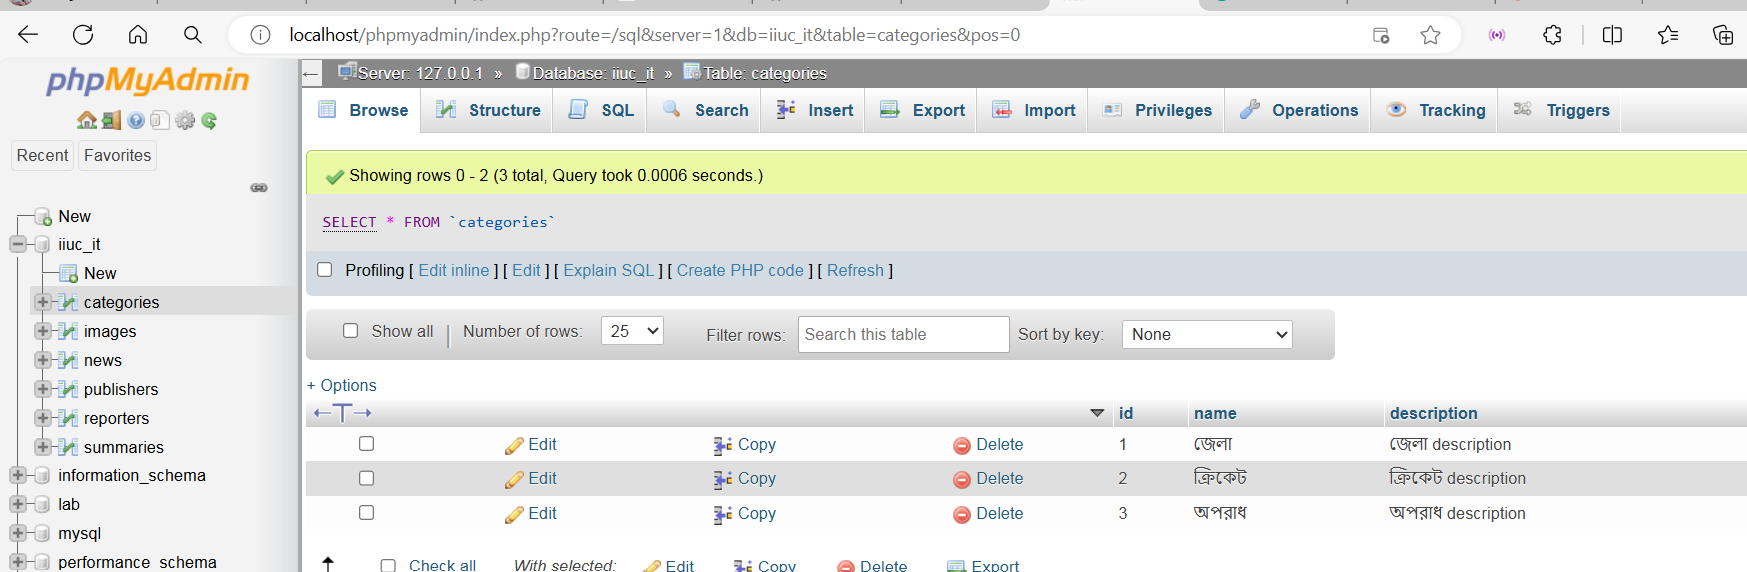 localhost/phpmyadmin/index.php?route=/sql&server=1&db=iiuc_it&table=categories&pos=0
phpMyAdmin
Recent Favorites
New
iiuc_it
New
categories
images
news
publishers
reporters
summaries
information_schema
lab
mysql
performance_schema
Server: 127.0.0.1 » Database: iiuc_it » Table: categories
Browse Structure SQL Search Insert Export Import Privileges Operations Tracking Triggers
Showing rows 0 - 2 (3 total, Query took 0.0006 seconds.)
SELECT * FROM `categories`
Profiling [ Edit inline ] [ Edit ] [ Explain SQL ] [ Create PHP code ] [ Refresh ]
Show all | Number of rows: 25 Filter rows: Search this table Sort by key: None
+ Options
←T→ id name description
Edit Copy Delete 1 জেলা জেলা description
Edit Copy Delete 2 ক্রিকেট ক্রিকেট description
Edit Copy Delete 3 অপরাধ অপরাধ description
Check all With selected: Edit Copy Delete Export